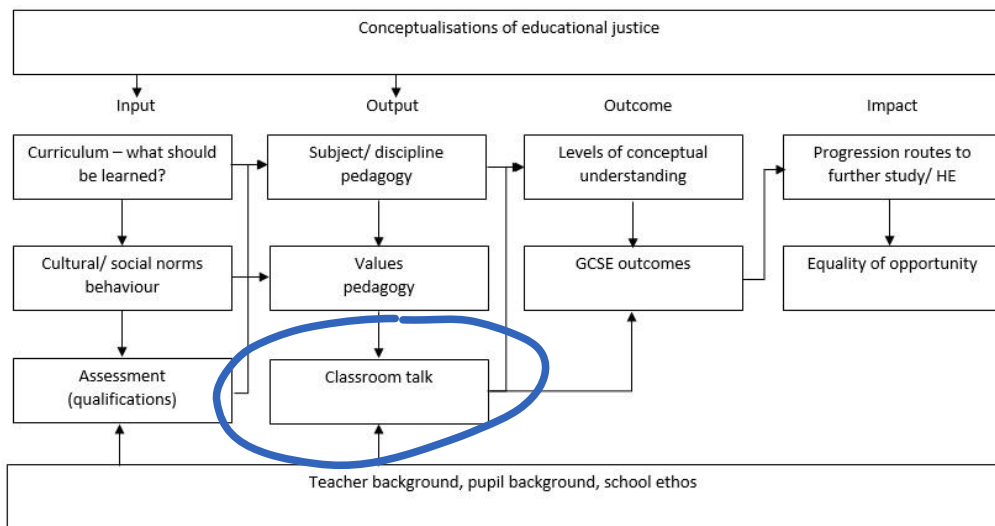 Conceptualisations of educational justice
Input
Output
Outcome
Impact
Curriculum – what should
be learned?
Subject/ discipline
pedagogy
Levels of conceptual
understanding
Progression routes to
further study/ HE
Cultural/ social norms
behaviour
Values
pedagogy
GCSE outcomes
Equality of opportunity
Assessment
(qualifications)
Classroom talk
Teacher background, pupil background, school ethos